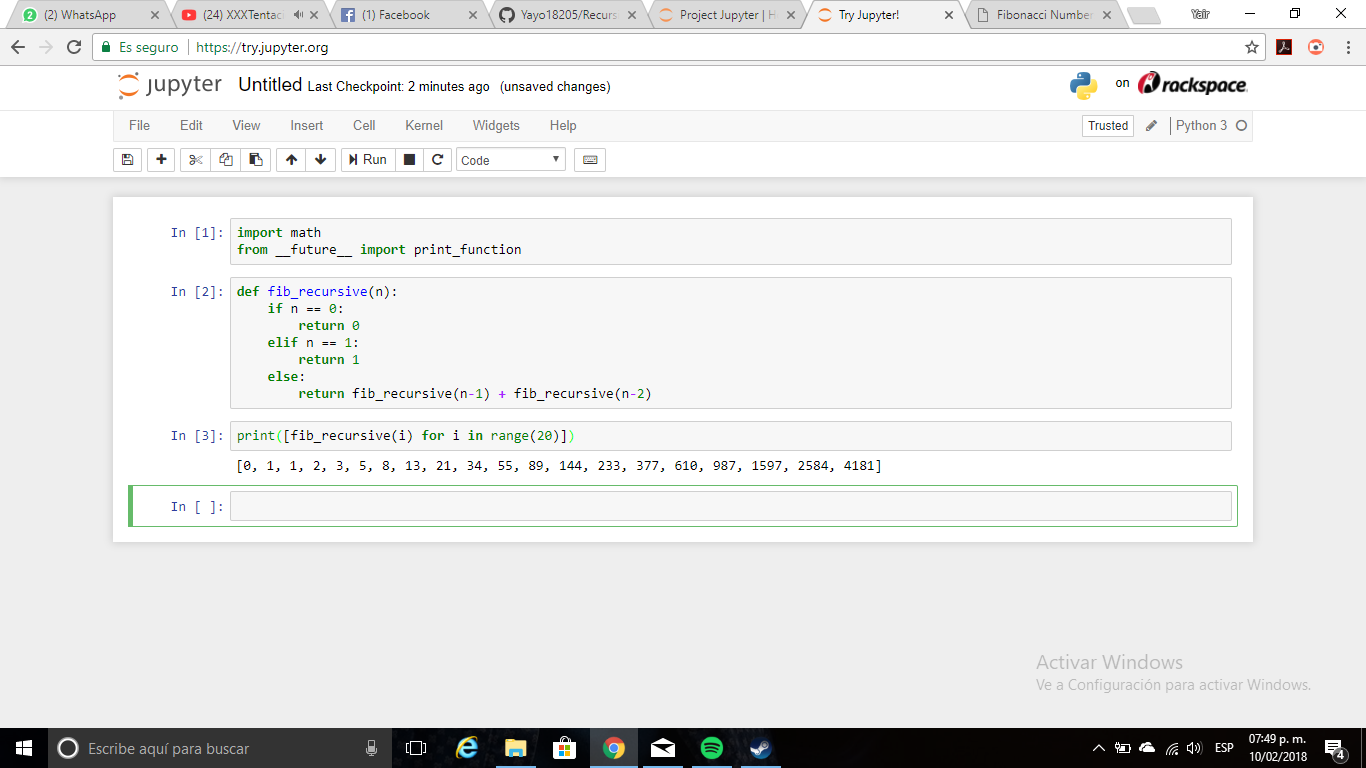 (2) WhatsApp
(24) XXXTentac
(1) Facebook
Yayo18205/Recurs
Project Jupyter | H
Try Jupyter!
Fibonacci Number
Yair
Es seguro
https://try.jupyter.org
jupyter Untitled Last Checkpoint: 2 minutes ago (unsaved changes)
on rackspace.
File Edit View Insert Cell Kernel Widgets Help
Trusted
Python 3
Run
Code
In [1]: import math
from __future__ import print_function
In [2]: def fib_recursive(n):
    if n == 0:
        return 0
    elif n == 1:
        return 1
    else:
        return fib_recursive(n-1) + fib_recursive(n-2)
In [3]: print([fib_recursive(i) for i in range(20)])
[0, 1, 1, 2, 3, 5, 8, 13, 21, 34, 55, 89, 144, 233, 377, 610, 987, 1597, 2584, 4181]
In [ ]:
Activar Windows
Ve a Configuración para activar Windows.
Escribe aquí para buscar
ESP
07:49 p. m.
10/02/2018
4